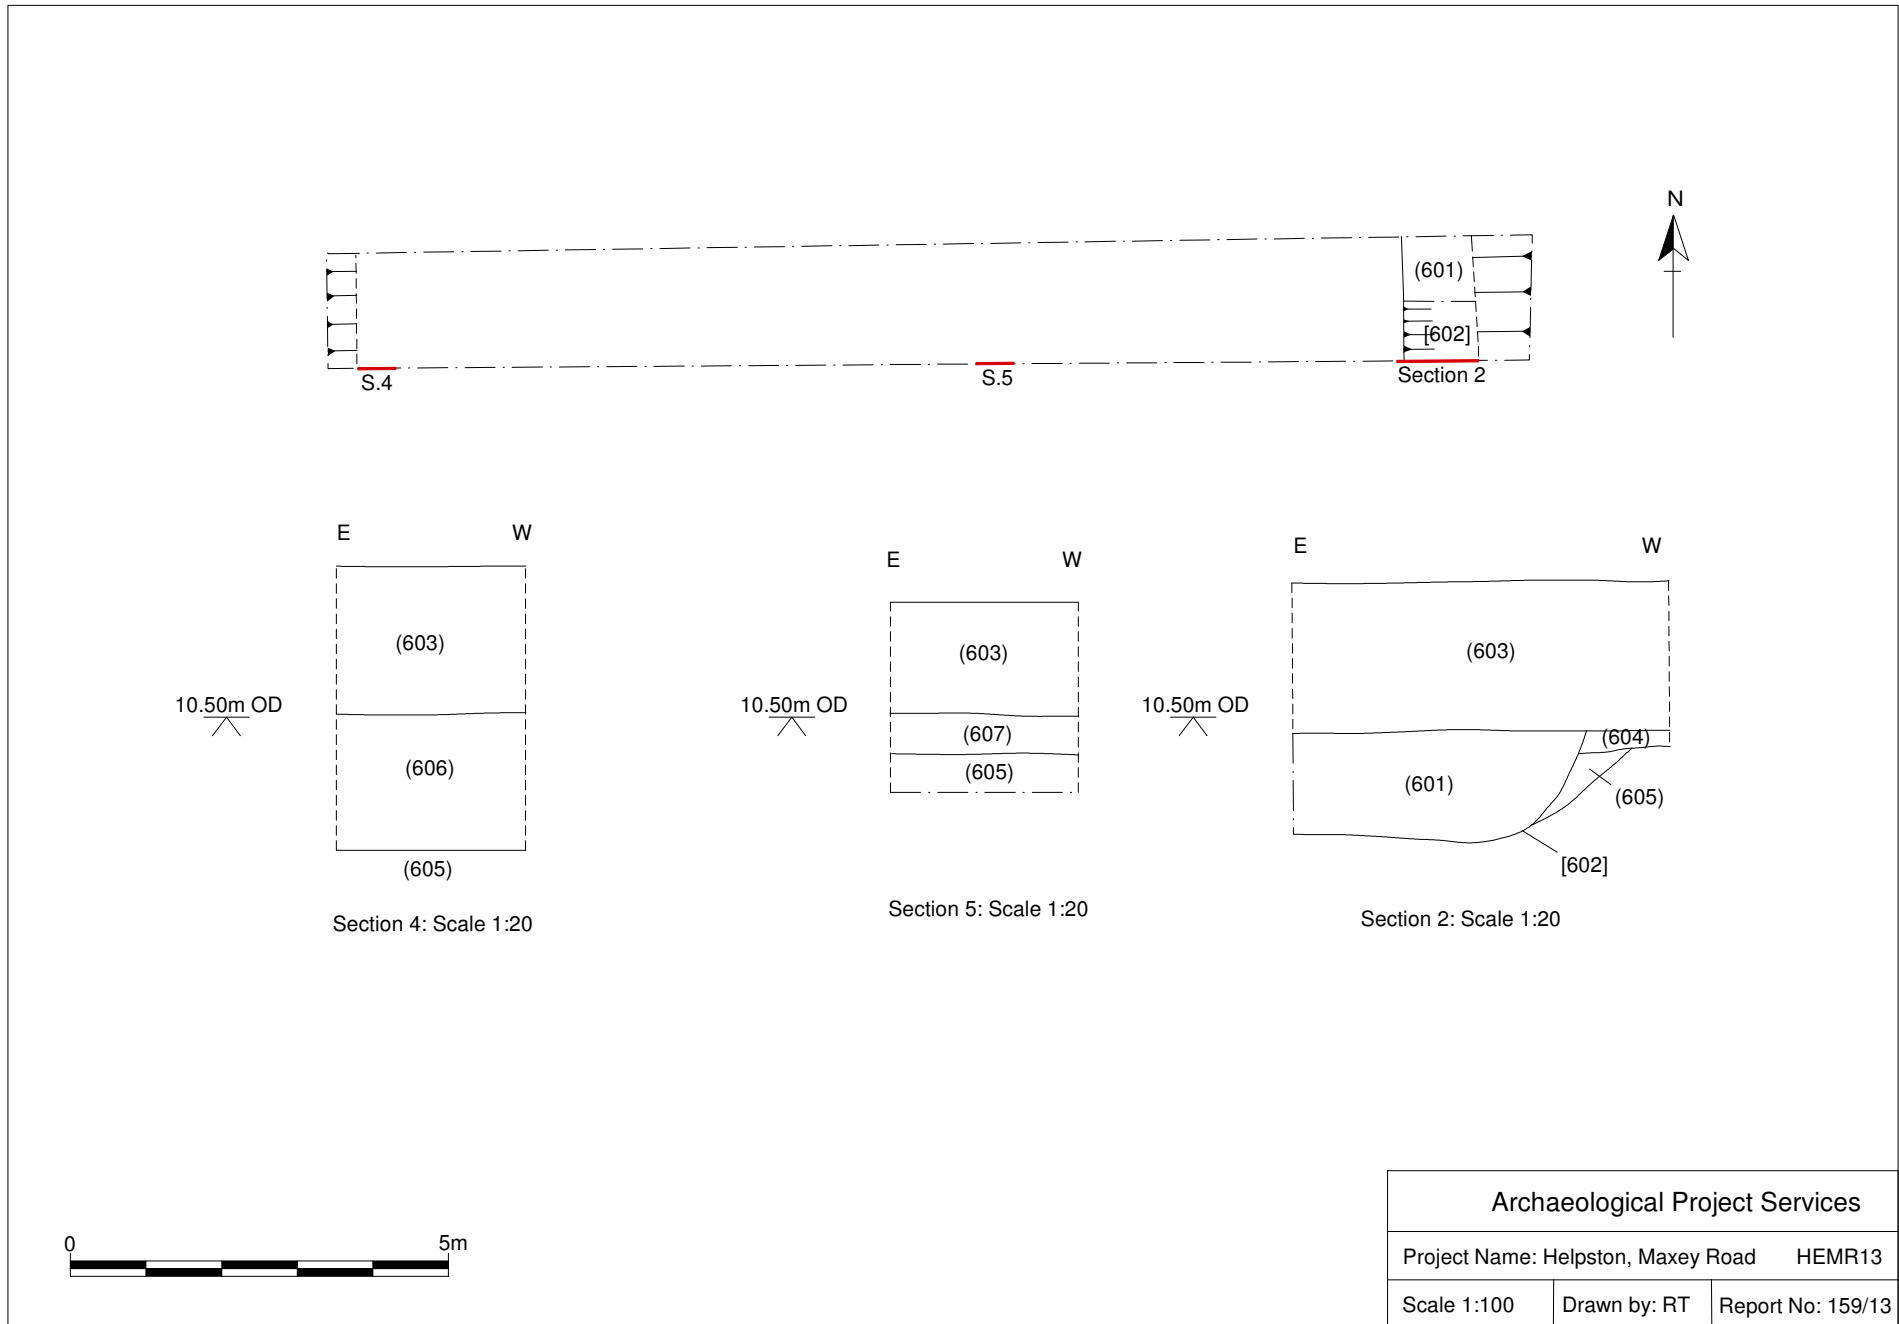 N
(601)
[602]
S.4
S.5
Section 2
E W
E W
E W
(603)
(603)
(603)
10.50m OD
10.50m OD
10.50m OD
(606)
(607)
(605)
(604)
(601)
(605)
(605)
[602]
Section 4: Scale 1:20
Section 5: Scale 1:20
Section 2: Scale 1:20
0 5m
Archaeological Project Services
Project Name: Helpston, Maxey Road HEMR13
Scale 1:100 Drawn by: RT Report No: 159/13